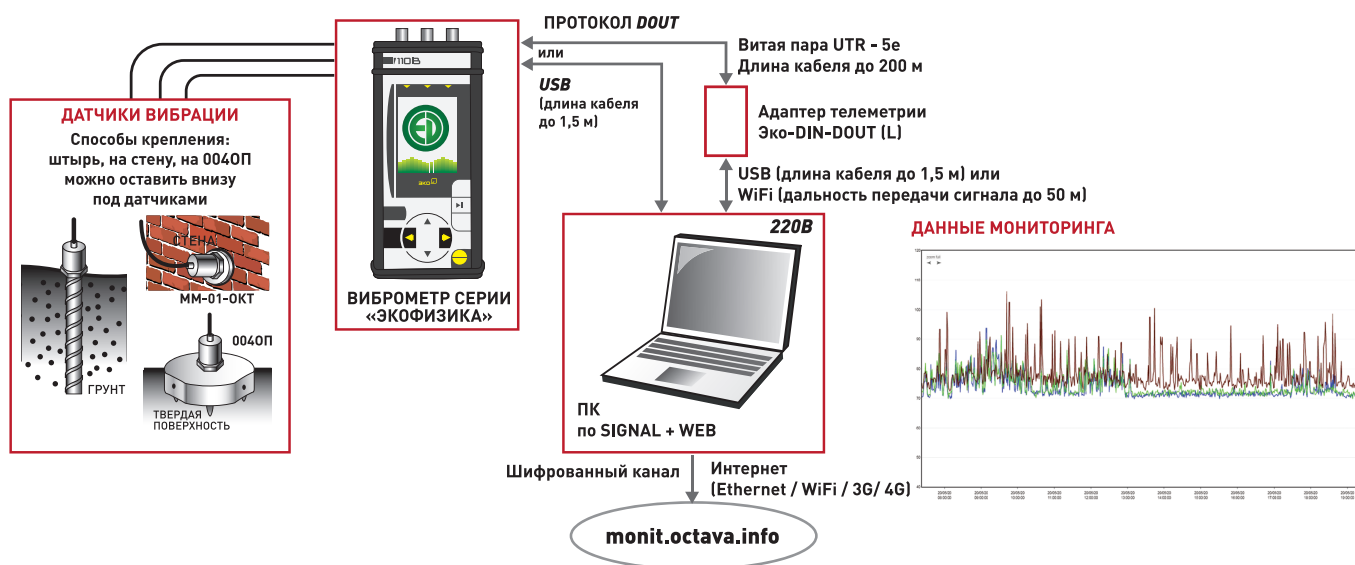 ДАТЧИКИ ВИБРАЦИИ
Способы крепления:
штырь, на стену, на 004ОП
можно оставить внизу
под датчиками
СТЕНА
ММ-01-ОКТ
004ОП
ГРУНТ
ТВЕРДАЯ
ПОВЕРХНОСТЬ
110В
эко
ВИБРОМЕТР СЕРИИ
«ЭКОФИЗИКА»
ПРОТОКОЛ DOUT
или
USB
(длина кабеля
до 1,5 м)
Витая пара UTR - 5e
Длина кабеля до 200 м
Адаптер телеметрии
Эко-DIN-DOUT (L)
USB (длина кабеля до 1,5 м) или
WiFi (дальность передачи сигнала до 50 м)
220В
ПК
по SIGNAL + WEB
Шифрованный канал
Интернет
(Ethernet / WiFi / 3G/ 4G)
monit.octava.info
ДАННЫЕ МОНИТОРИНГА